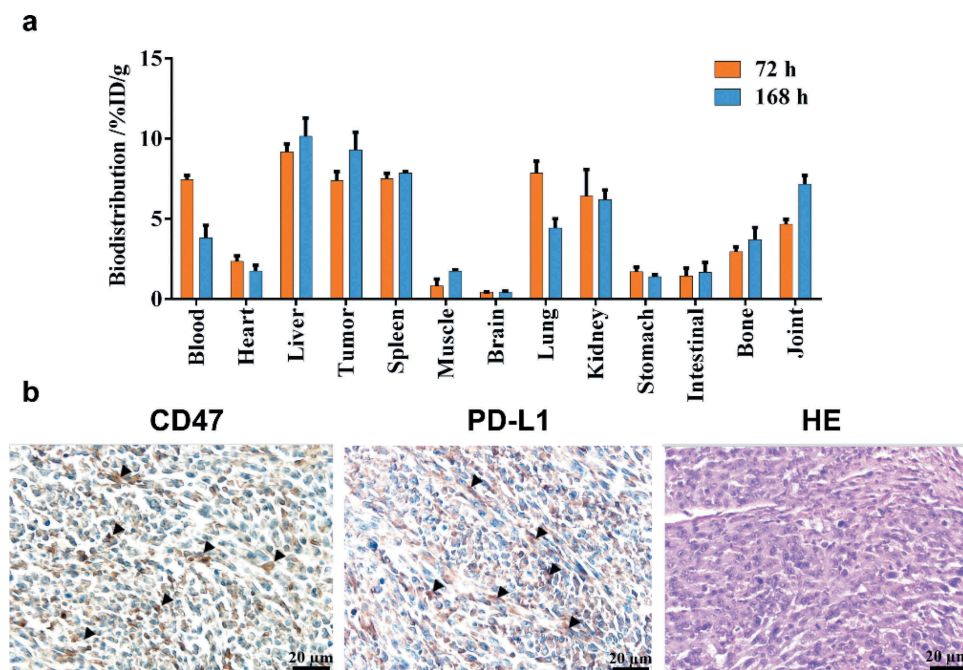 a
Biodistribution /%ID/g
15
10
5
0
72 h
168 h
Blood
Heart
Liver
Tumor
Spleen
Muscle
Brain
Lung
Kidney
Stomach
Intestinal
Bone
Joint
b
CD47
PD-L1
HE
20 μm
20 μm
20 μm